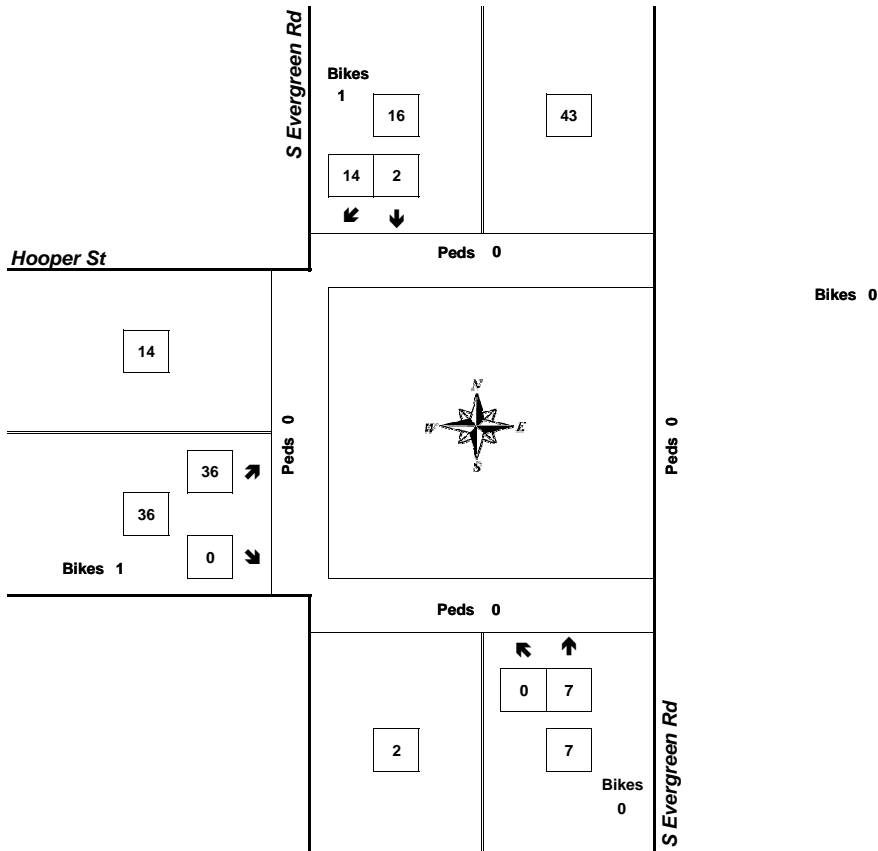 S Evergreen Rd
Bikes
1
16
43
14 2
Peds 0
Hooper St
Bikes 0
14
N
W E
S
Peds 0
Peds 0
36
36
0
Bikes 1
Peds 0
0 7
2
7
Bikes
0
S Evergreen Rd